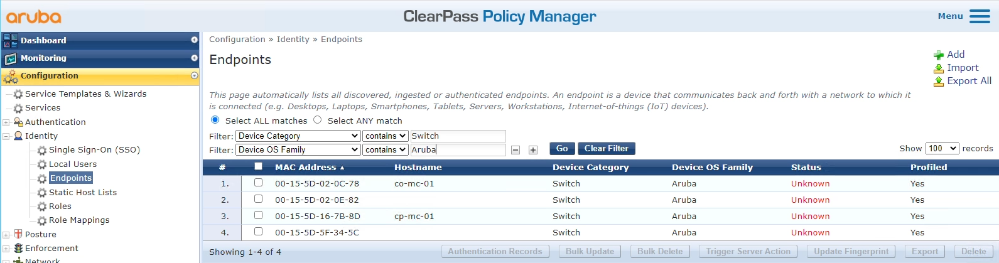 aruba
ClearPass Policy Manager
Menu
Dashboard
Monitoring
Configuration
Service Templates & Wizards
Services
Authentication
Identity
Single Sign-On (SSO)
Local Users
Endpoints
Static Host Lists
Roles
Role Mappings
Posture
Enforcement
Network
Configuration » Identity » Endpoints
Endpoints
Add
Import
Export All
This page automatically lists all discovered, ingested or authenticated endpoints. An endpoint is a device that communicates back and forth with a network to which it
is connected (e.g. Desktops, Laptops, Smartphones, Tablets, Servers, Workstations, Internet-of-things (IoT) devices).
Select ALL matches Select ANY match
Filter: Device Category contains Switch
Filter: Device OS Family contains Aruba Go Clear Filter Show 100 records
# MAC Address ▲ Hostname Device Category Device OS Family Status Profiled
1. 00-15-5D-02-0C-78 co-mc-01 Switch Aruba Unknown Yes
2. 00-15-5D-02-0E-82 Switch Aruba Unknown Yes
3. 00-15-5D-16-7B-8D cp-mc-01 Switch Aruba Unknown Yes
4. 00-15-5D-5F-34-5C Switch Aruba Unknown Yes
Showing 1-4 of 4 Authentication Records Bulk Update Bulk Delete Trigger Server Action Update Fingerprint Export Delete